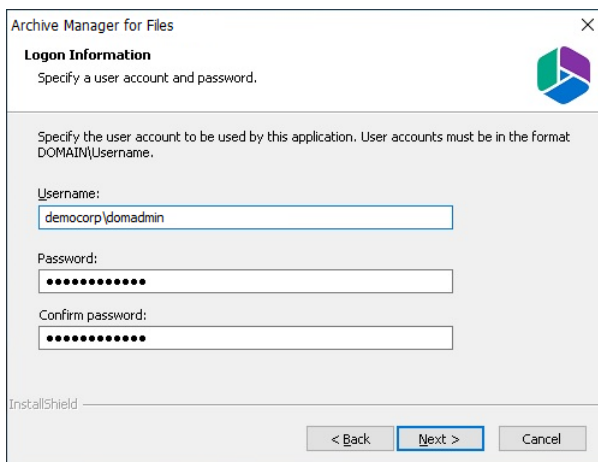 Archive Manager for Files
Logon Information
Specify a user account and password.
Specify the user account to be used by this application. User accounts must be in the format
DOMAIN\Username.
Username:
democorp\domadmin
Password:
●●●●●●●●●●●●
Confirm password:
●●●●●●●●●●●●
InstallShield
< Back
Next >
Cancel